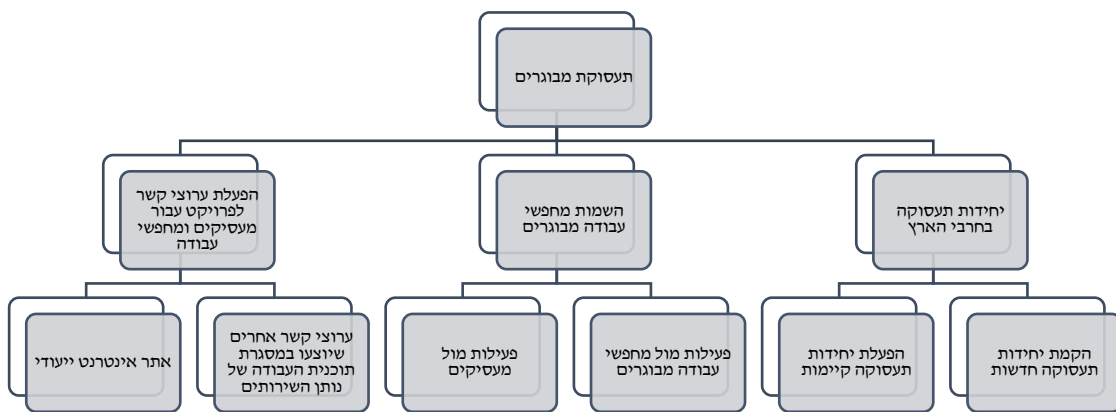 תעסוקת מבוגרים
יחידות תעסוקה
בחרבי הארץ
השמות מחפשי
עבודה מבוגרים
הפעלת ערוצי קשר
לפרויקט עבור
מעסיקים ומחפשי
עבודה
הקמת יחידות
תעסוקה חדשות
הפעלת יחידות
תעסוקה קיימות
פעילות מול מחפשי
עבודה מבוגרים
פעילות מול
מעסיקים
ערוצי קשר אחרים
שיוצעו במסגרת
תוכנית העבודה של
נותן השירותים
אתר אינטרנט ייעודי